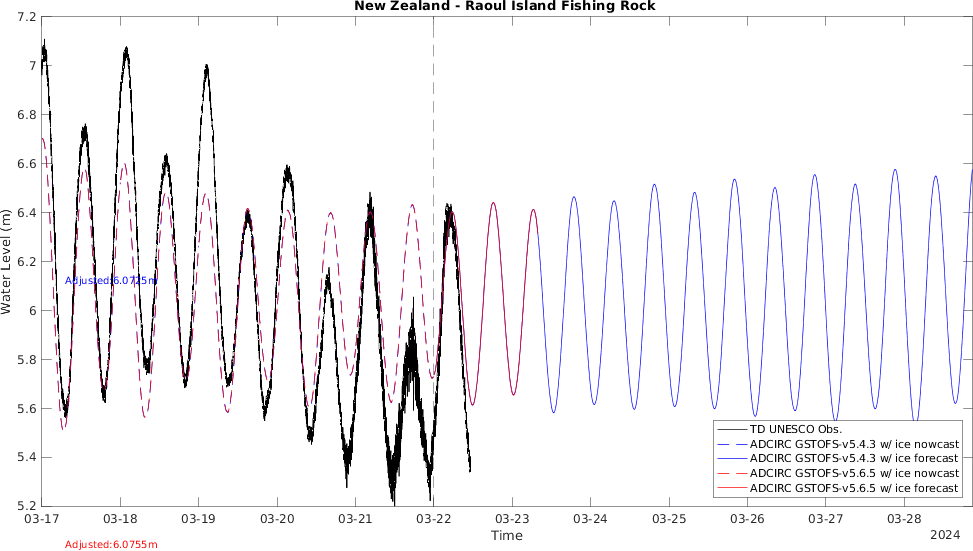 New Zealand - Raoul Island Fishing Rock
7.2
7
6.8
6.6
6.4
6.2
6
5.8
5.6
5.4
5.2
Water Level (m)
Adjusted:6.0725m
TD UNESCO Obs.
ADCIRC GSTOFS-v5.4.3 w/ ice nowcast
ADCIRC GSTOFS-v5.4.3 w/ ice forecast
ADCIRC GSTOFS-v5.6.5 w/ ice nowcast
ADCIRC GSTOFS-v5.6.5 w/ ice forecast
03-17 03-18 03-19 03-20 03-21 03-22 03-23 03-24 03-25 03-26 03-27 03-28
Time
2024
Adjusted:6.0755m